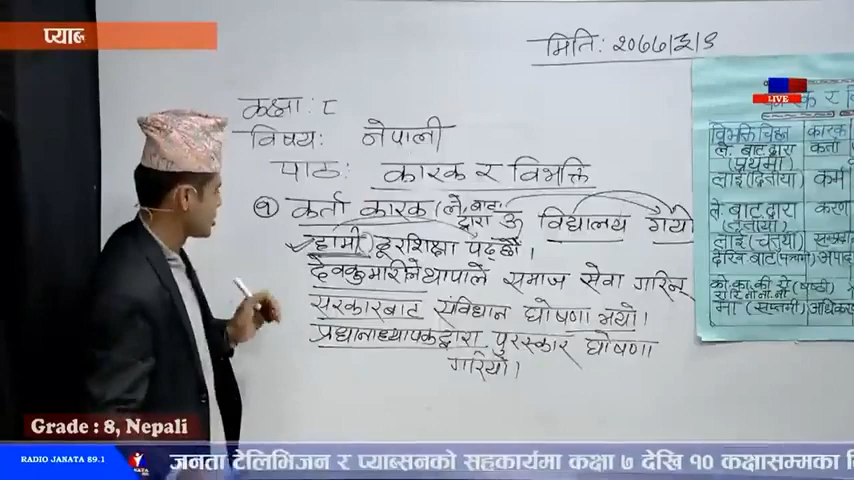 प्याब
मिति: २०७७।३।९
LIVE
कारक र वि
कक्षा: ८
विषय: नेपाली
पाठ: कारक र विभक्ति
विभक्ति चिह्न कारक
ले, बाट द्वारा (प्रथमा) कर्ता
लाई (द्वितीया) कर्म
ले, बाट द्वारा (तृतीया) करण
लाई (चतुर्थी) सम्प्रदा
देखि बाट (पञ्चमी) अपादा
को का की रो (षष्ठी)
रा रि नो ना नी
मा (सप्तमी) अधिकरण
१ कर्ता कारक (ले, बाट, द्वारा ऊ विद्यालय गयो
हामी दूरशिक्षा पढ्छौं।
देवकुमारी थापाले समाज सेवा गरिन्
सरकारबाट संविधान घोषणा भयो।
प्रधानाध्यापकद्वारा पुरस्कार घोषणा
गरियो।
Grade : 8, Nepali
RADIO JANATA 89.1
जनता टेलिभिजन र प्याब्सनको सहकार्यमा कक्षा ७ देखि १० कक्षासम्मका